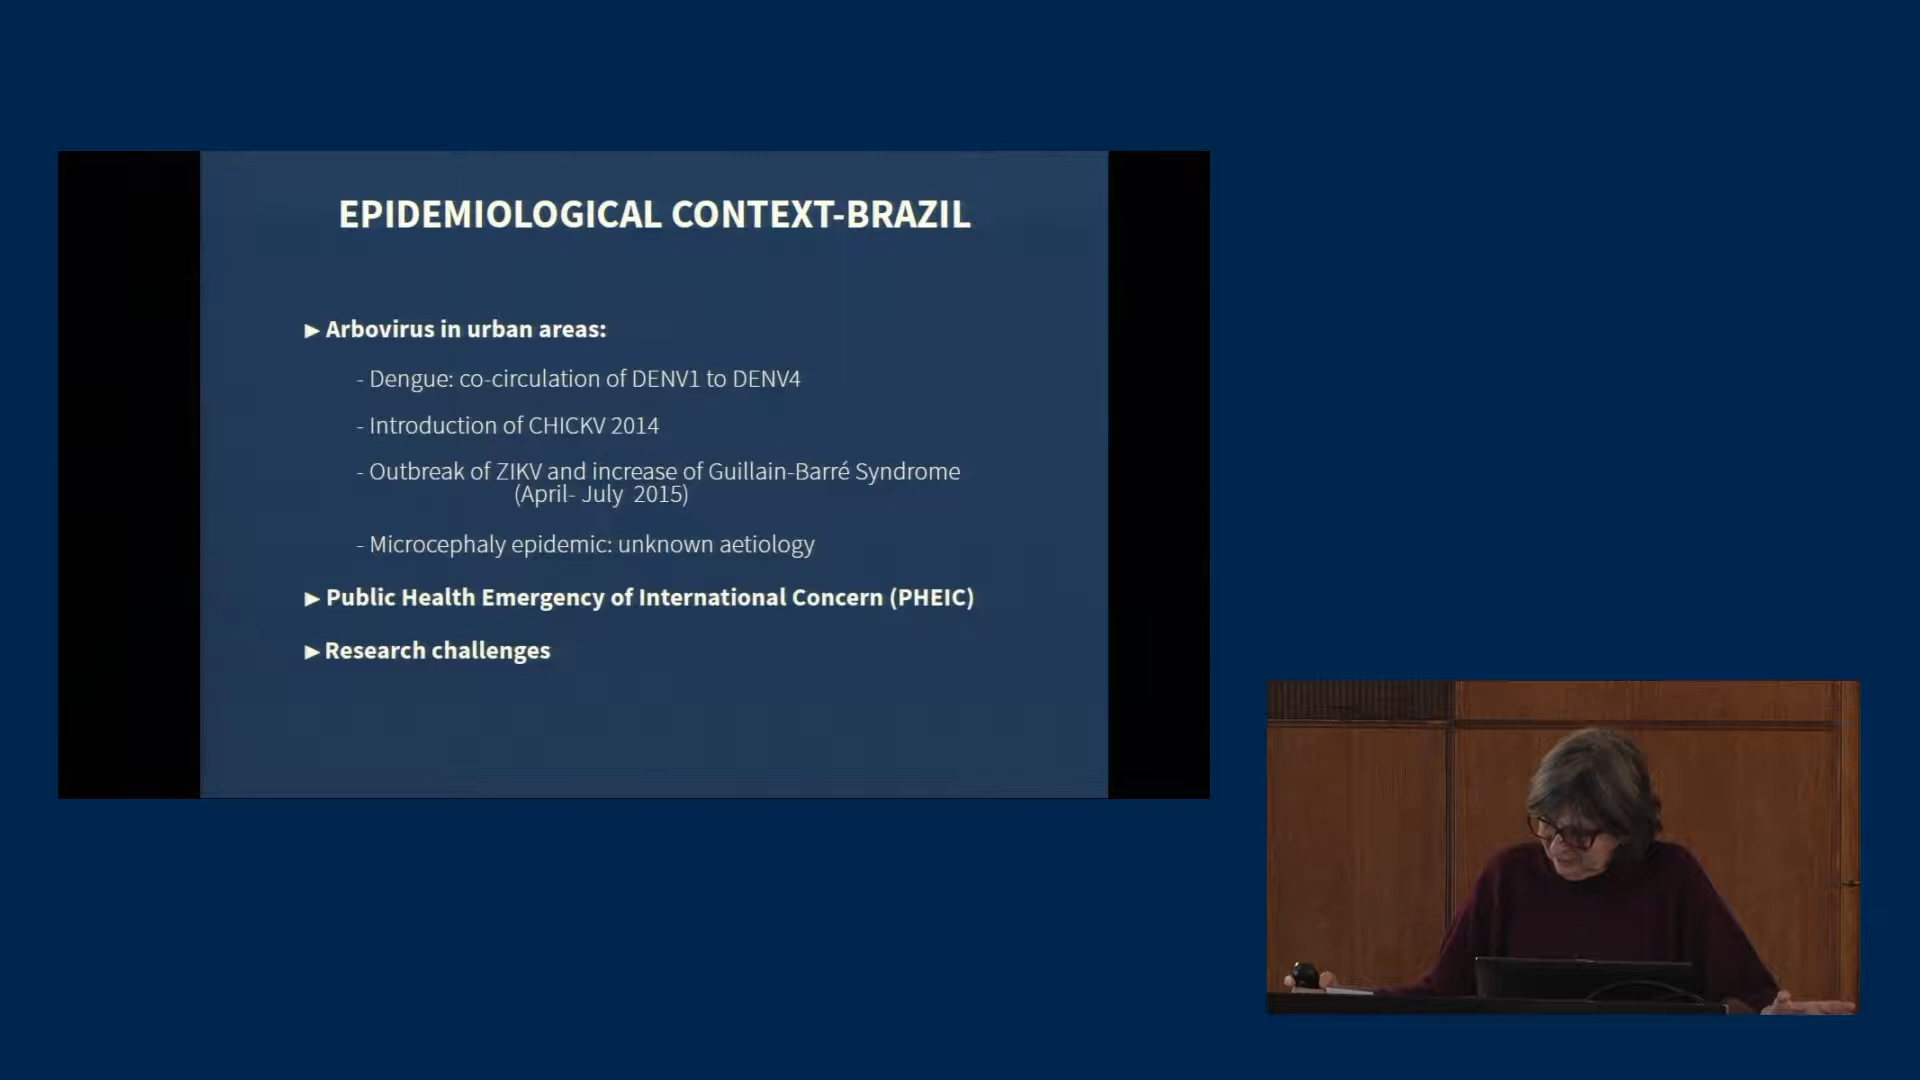 EPIDEMIOLOGICAL CONTEXT-BRAZIL
► Arbovirus in urban areas:
- Dengue: co-circulation of DENV1 to DENV4
- Introduction of CHICKV 2014
- Outbreak of ZIKV and increase of Guillain-Barré Syndrome
(April- July 2015)
- Microcephaly epidemic: unknown aetiology
► Public Health Emergency of International Concern (PHEIC)
► Research challenges